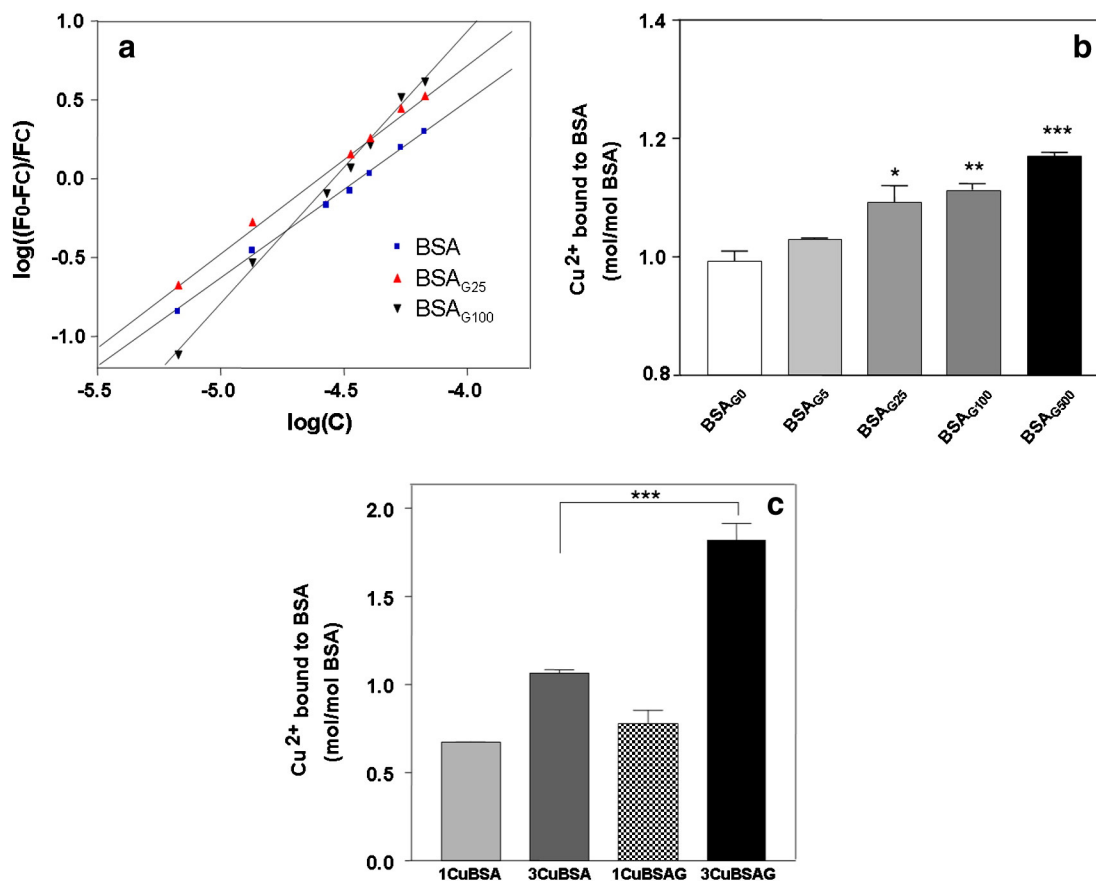 a
1.0
0.5
0.0
-0.5
-1.0
log((F0-FC)/FC)
BSA
BSAG25
BSAG100
-5.5
-5.0
-4.5
-4.0
log(C)
b
1.4
1.2
1.0
0.8
Cu2+ bound to BSA
(mol/mol BSA)
*
**
***
BSAG0
BSAG5
BSAG25
BSAG100
BSAG500
c
2.0
1.5
1.0
0.5
0.0
Cu2+ bound to BSA
(mol/mol BSA)
***
1CuBSA
3CuBSA
1CuBSAG
3CuBSAG